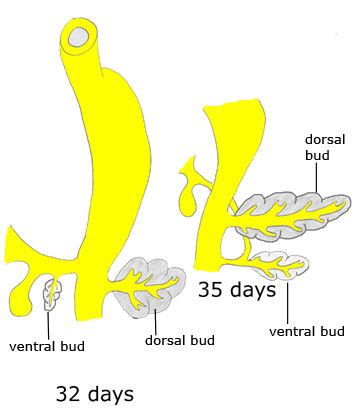 dorsal
bud
35 days
ventral bud
dorsal bud
ventral bud
32 days